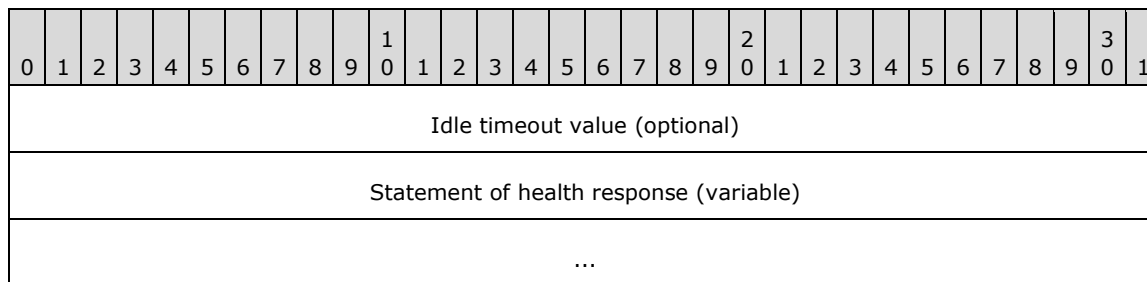 1 2 3
0 1 2 3 4 5 6 7 8 9 0 1 2 3 4 5 6 7 8 9 0 1 2 3 4 5 6 7 8 9 0 1
Idle timeout value (optional)
Statement of health response (variable)
...